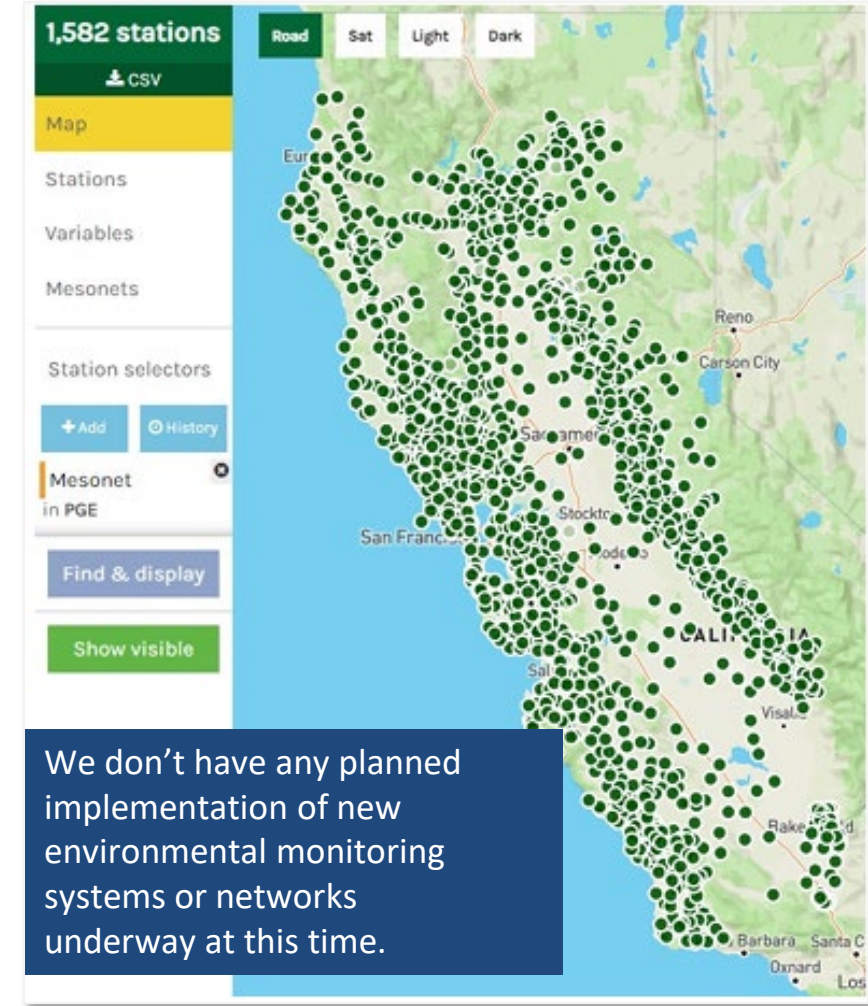 1,582 stations
CSV
Map
Stations
Variables
Mesonets
Station selectors
+ Add
History
Mesonet
in PGE
Find & display
Show visible
Road
Sat
Light
Dark
Reno
Carson City
San Franc
CALI
Visal
Barbara
Santa C
Oxnard
Los
We don’t have any planned
implementation of new
environmental monitoring
systems or networks
underway at this time.